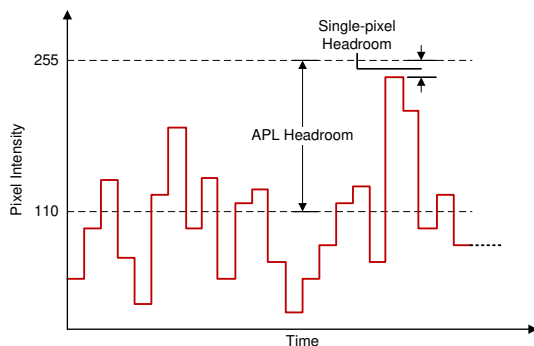 Single-pixel
Headroom
255
APL Headroom
Pixel Intensity
110
Time